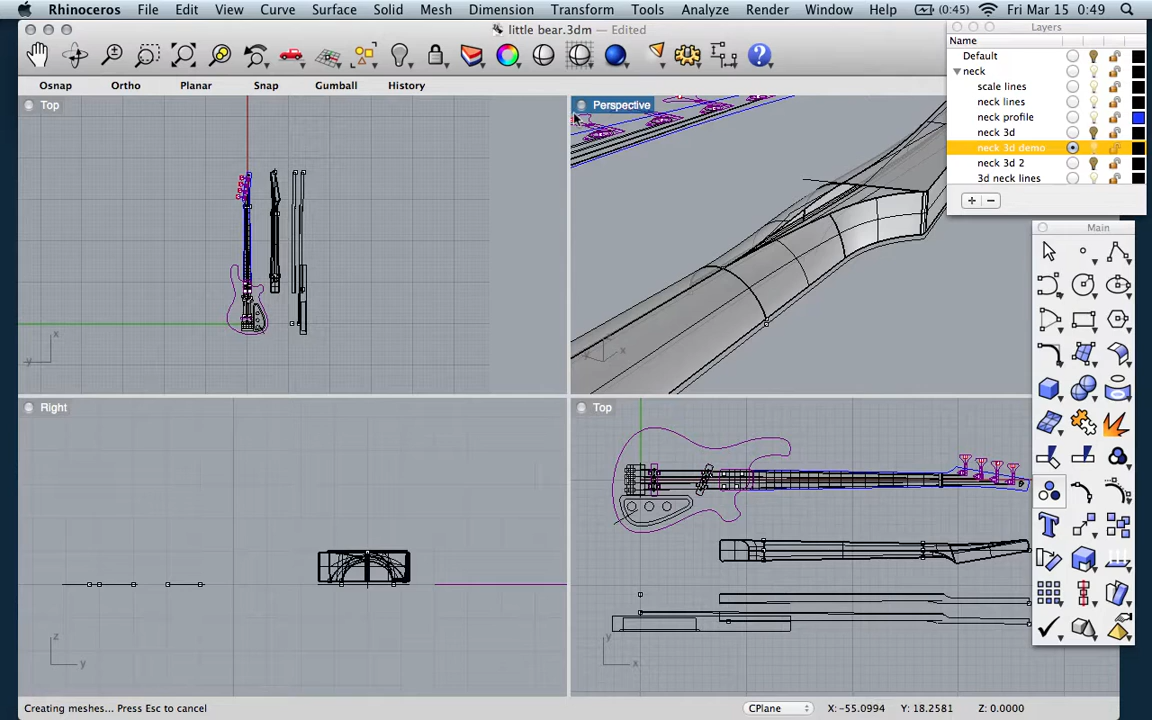 Rhinoceros File Edit View Curve Surface Solid Mesh Dimension Transform Tools Analyze Render Window Help (0:45) Fri Mar 15 0:49
little bear.3dm — Edited
Layers
Name
Osnap Ortho Planar Snap Gumball History
Default
neck
scale lines
neck lines
neck profile
neck 3d
neck 3d demo
neck 3d 2
3d neck lines
Top
Perspective
x
y
x
Main
Right
Top
z
y
y
x
Creating meshes... Press Esc to cancel
CPlane X: -55.0994 Y: 18.2581 Z: 0.0000